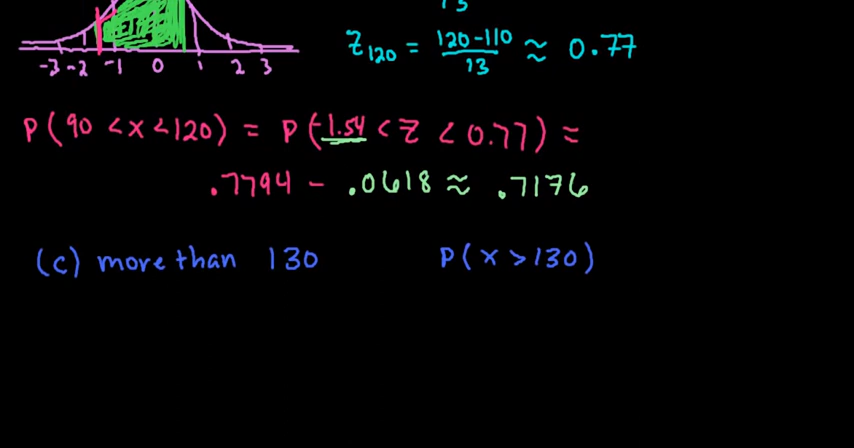 13
Z120 = 120-110/13 ≈ 0.77
-3 -2 -1 0 1 2 3
P(90 < x < 120) = P(-1.54 < Z < 0.77) =
.7794 - .0618 ≈ .7176
(c) more than 130 P(x > 130)